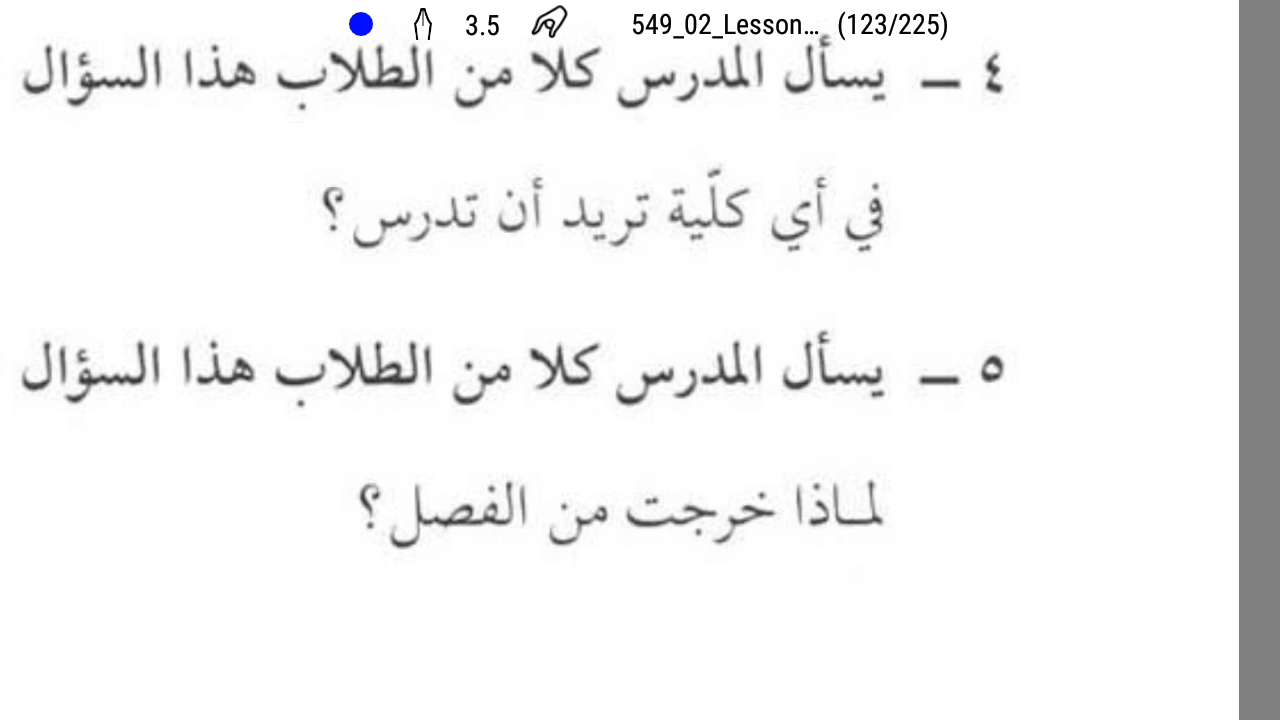 3.5 549_02_Lesson... (123/225)
٤ — يسأل المدرس كلا من الطلاب هذا السؤال
في أي كلّية تريد أن تدرس؟
٥ — يسأل المدرس كلا من الطلاب هذا السؤال
لماذا خرجت من الفصل؟